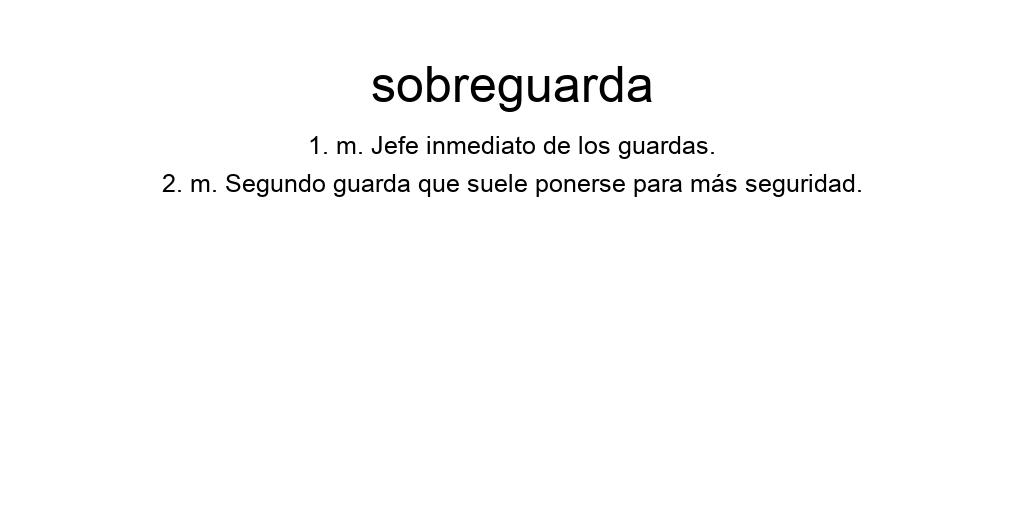 sobreguarda
1. m. Jefe inmediato de los guardas.
2. m. Segundo guarda que suele ponerse para más seguridad.